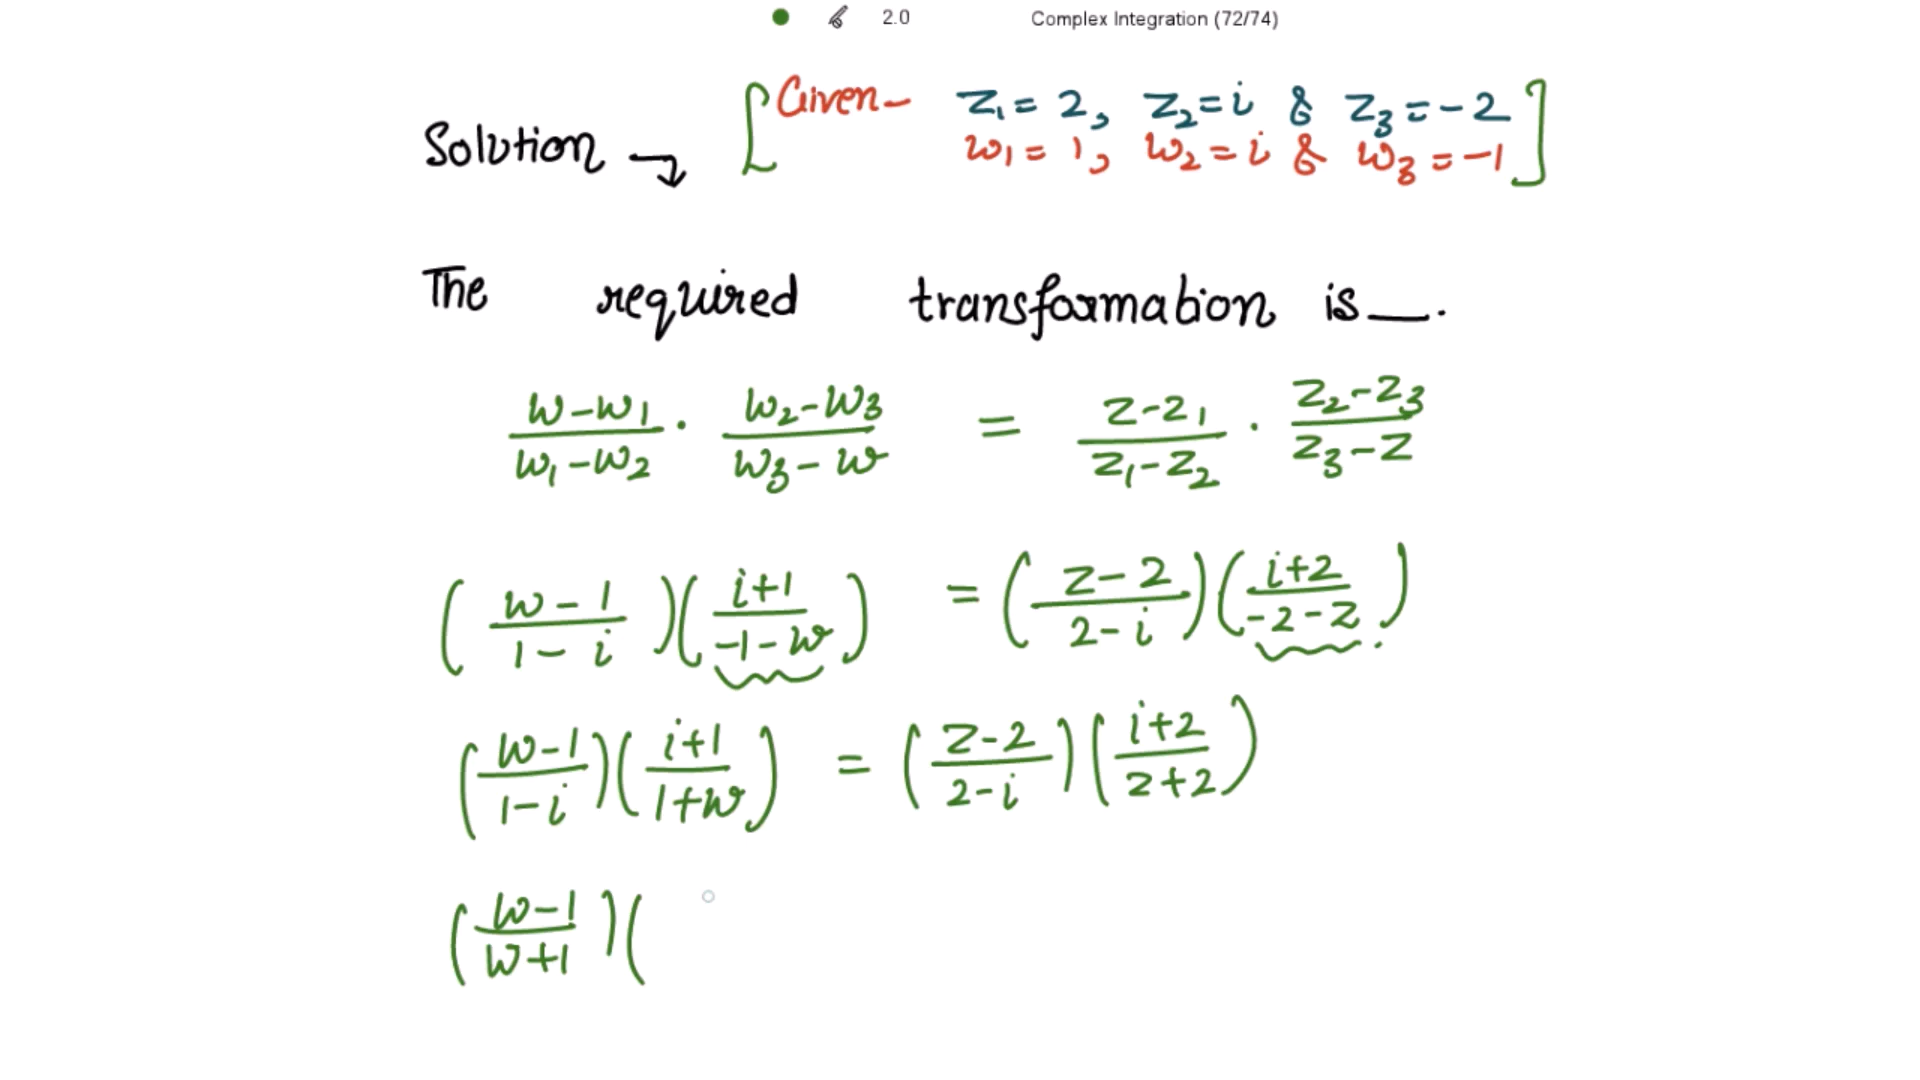 2.0 Complex Integration (72/74)
Solution → [Given- z₁ = 2, z₂ = i & z₃ = -2
w₁ = 1, w₂ = i & w₃ = -1]
The required transformation is —.
(w-w₁)/(w₁-w₂) · (w₂-w₃)/(w₃-w) = (z-z₁)/(z₁-z₂) · (z₂-z₃)/(z₃-z)
((w-1)/(1-i)) ((i+1)/(-1-w)) = ((z-2)/(2-i)) ((i+2)/(-2-z))
((w-1)/(1-i)) ((i+1)/(1+w)) = ((z-2)/(2-i)) ((i+2)/(z+2))
((w-1)/(w+1)) (